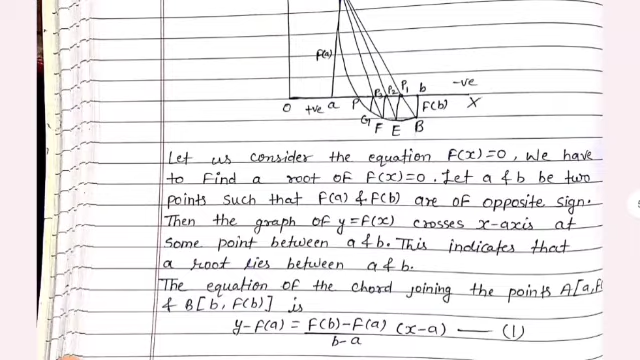 F(a)
P P3 P2 P1 b -ve
O +ve a F(b) X
G F E B
Let us consider the equation F(x)=0, We have
to find a root of F(x)=0. Let a & b be two
points such that F(a) & F(b) are of opposite sign.
Then the graph of y=F(x) crosses x-axis at
some point between a & b. This indicates that
a root lies between a & b.
The equation of the chord joining the points A[a,F
& B[b, F(b)] is
y-F(a) = F(b)-F(a) (x-a) — (1)
b-a